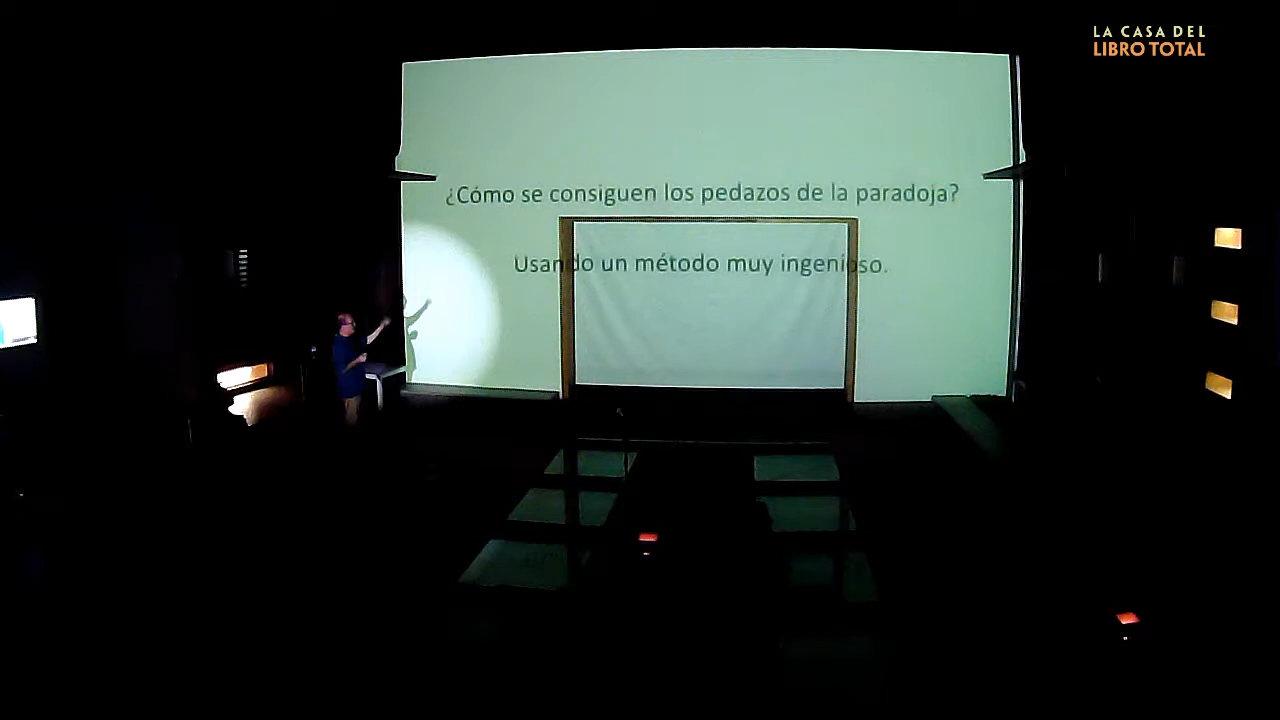 LA CASA DEL
LIBRO TOTAL
¿Cómo se consiguen los pedazos de la paradoja?
Usando un método muy ingenioso.